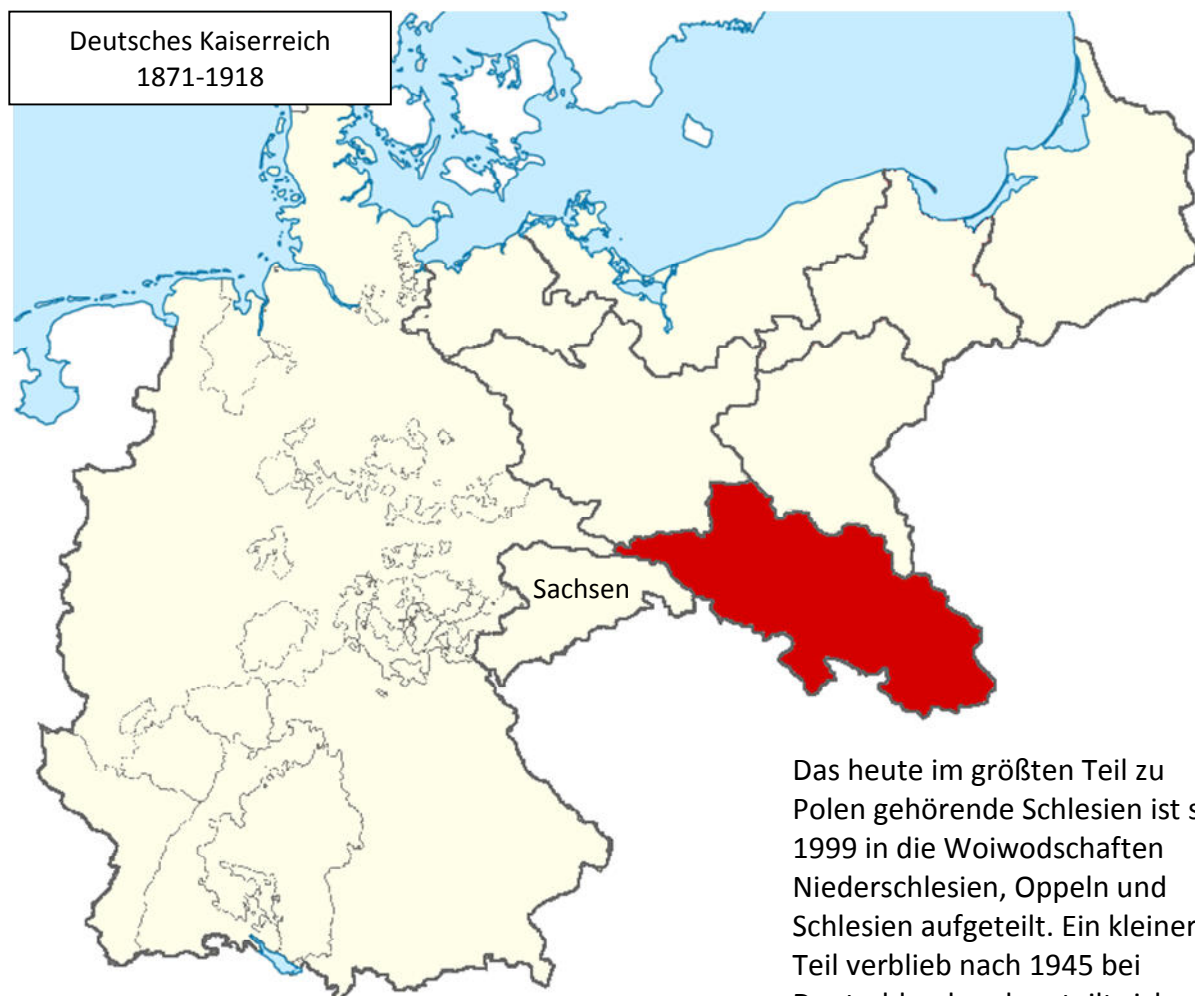 Deutsches Kaiserreich
1871-1918
Sachsen
Das heute im größten Teil zu
Polen gehörende Schlesien ist
1999 in die Woiwodschaften
Niederschlesien, Oppeln und
Schlesien aufgeteilt. Ein kleiner
Teil verblieb nach 1945 bei